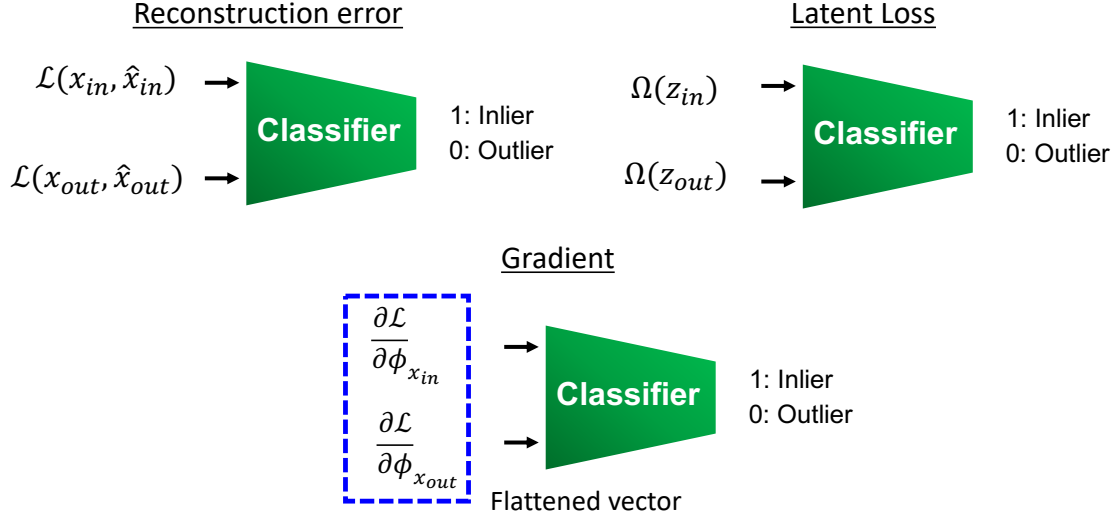 Reconstruction error
ℒ(x_in, x̂_in)
Classifier
1: Inlier
0: Outlier
ℒ(x_out, x̂_out)
Latent Loss
Ω(z_in)
Classifier
1: Inlier
0: Outlier
Ω(z_out)
Gradient
∂ℒ
∂ϕ_x_in
Classifier
1: Inlier
0: Outlier
∂ℒ
∂ϕ_x_out
Flattened vector